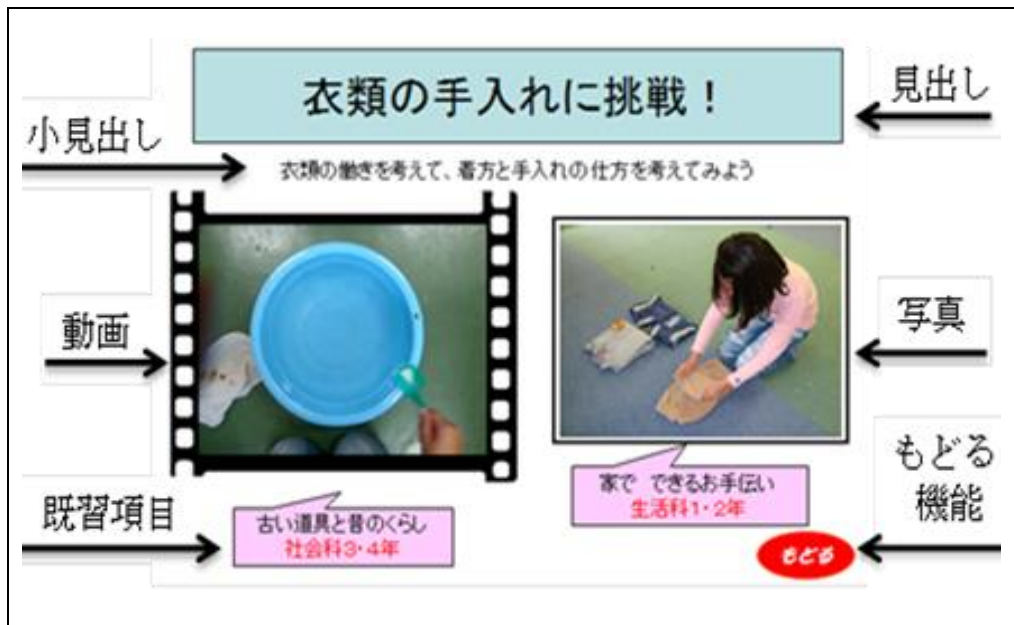 衣類の手入れに挑戦！
見出し
小見出し
衣類の働きを考えて、着方と手入れの仕方を考えてみよう
動画
写真
既習項目
古い道具と昔のくらし
社会科3・4年
家で できるお手伝い
生活科1・2年
もどる
機能
もどる